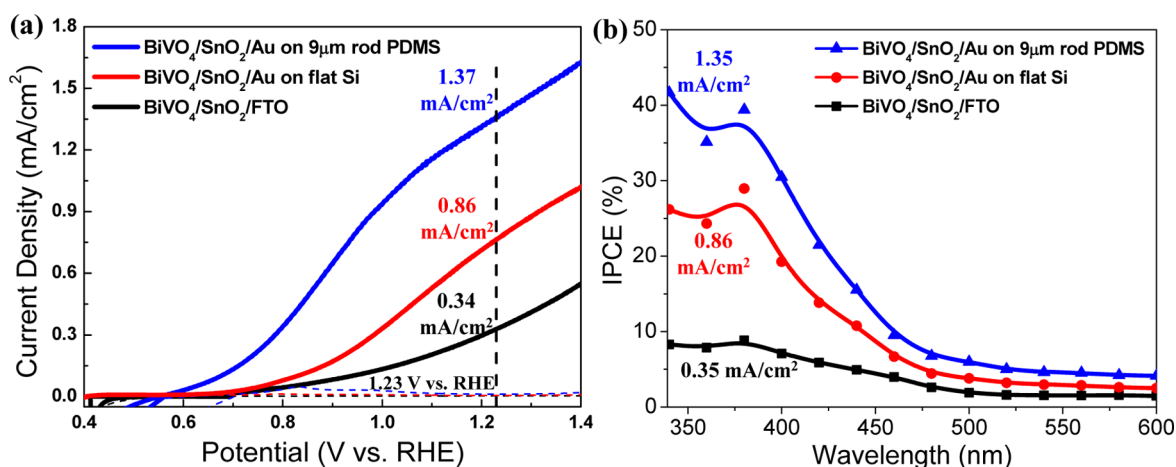 (a)
BiVO4/SnO2/Au on 9μm rod PDMS
BiVO4/SnO2/Au on flat Si
BiVO4/SnO2/FTO
1.37
mA/cm²
0.86
mA/cm²
0.34
mA/cm²
1.23 V vs. RHE
Current Density (mA/cm²)
1.8
1.5
1.2
0.9
0.6
0.3
0.0
0.4
0.6
0.8
1.0
1.2
1.4
Potential (V vs. RHE)
(b)
BiVO4/SnO2/Au on 9μm rod PDMS
BiVO4/SnO2/Au on flat Si
BiVO4/SnO2/FTO
1.35
mA/cm²
0.86
mA/cm²
0.35 mA/cm²
IPCE (%)
50
40
30
20
10
0
350
400
450
500
550
600
Wavelength (nm)